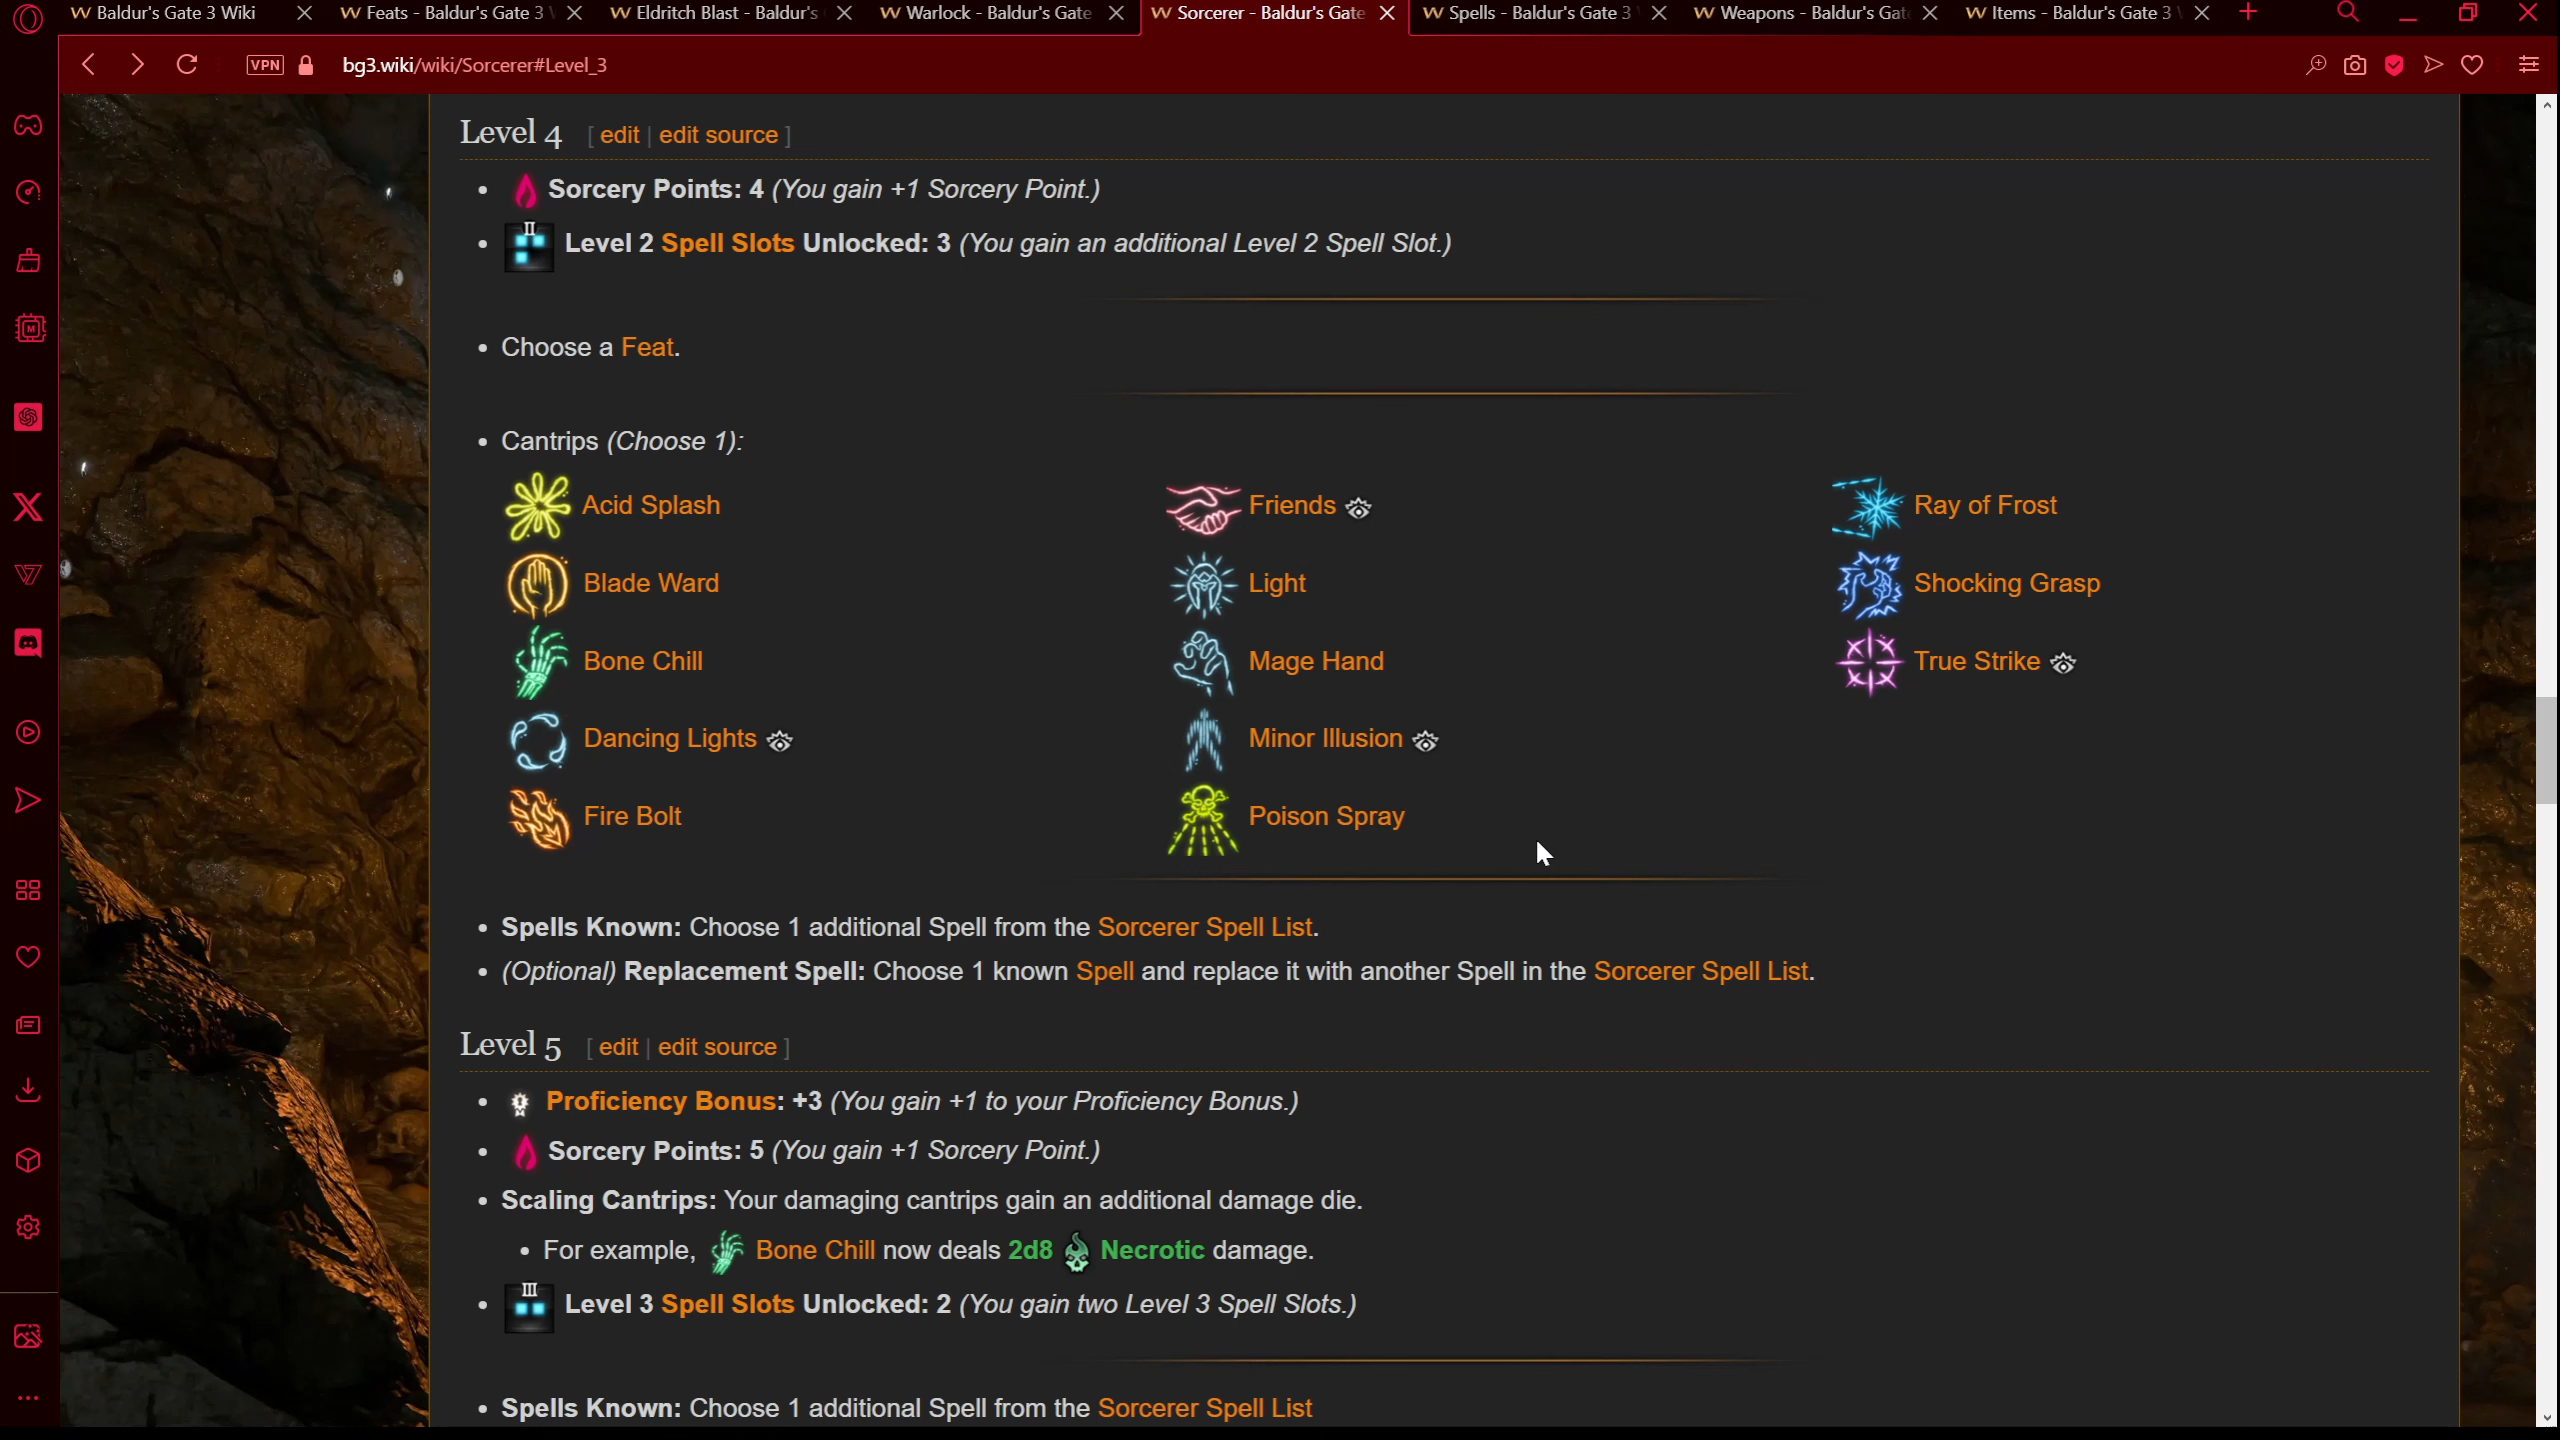 Baldur's Gate 3 Wiki
Feats - Baldur's Gate 3
Eldritch Blast - Baldur's
Warlock - Baldur's Gate
Sorcerer - Baldur's Gate
Spells - Baldur's Gate 3
Weapons - Baldur's Gat
Items - Baldur's Gate 3
VPN bg3.wiki/wiki/Sorcerer#Level_3
Level 4 [ edit | edit source ]
• Sorcery Points: 4 (You gain +1 Sorcery Point.)
• II Level 2 Spell Slots Unlocked: 3 (You gain an additional Level 2 Spell Slot.)
• Choose a Feat.
• Cantrips (Choose 1):
Acid Splash
Blade Ward
Bone Chill
Dancing Lights
Fire Bolt
Friends
Light
Mage Hand
Minor Illusion
Poison Spray
Ray of Frost
Shocking Grasp
True Strike
• Spells Known: Choose 1 additional Spell from the Sorcerer Spell List.
• (Optional) Replacement Spell: Choose 1 known Spell and replace it with another Spell in the Sorcerer Spell List.
Level 5 [ edit | edit source ]
• Proficiency Bonus: +3 (You gain +1 to your Proficiency Bonus.)
• Sorcery Points: 5 (You gain +1 Sorcery Point.)
• Scaling Cantrips: Your damaging cantrips gain an additional damage die.
• For example, Bone Chill now deals 2d8 Necrotic damage.
• III Level 3 Spell Slots Unlocked: 2 (You gain two Level 3 Spell Slots.)
• Spells Known: Choose 1 additional Spell from the Sorcerer Spell List